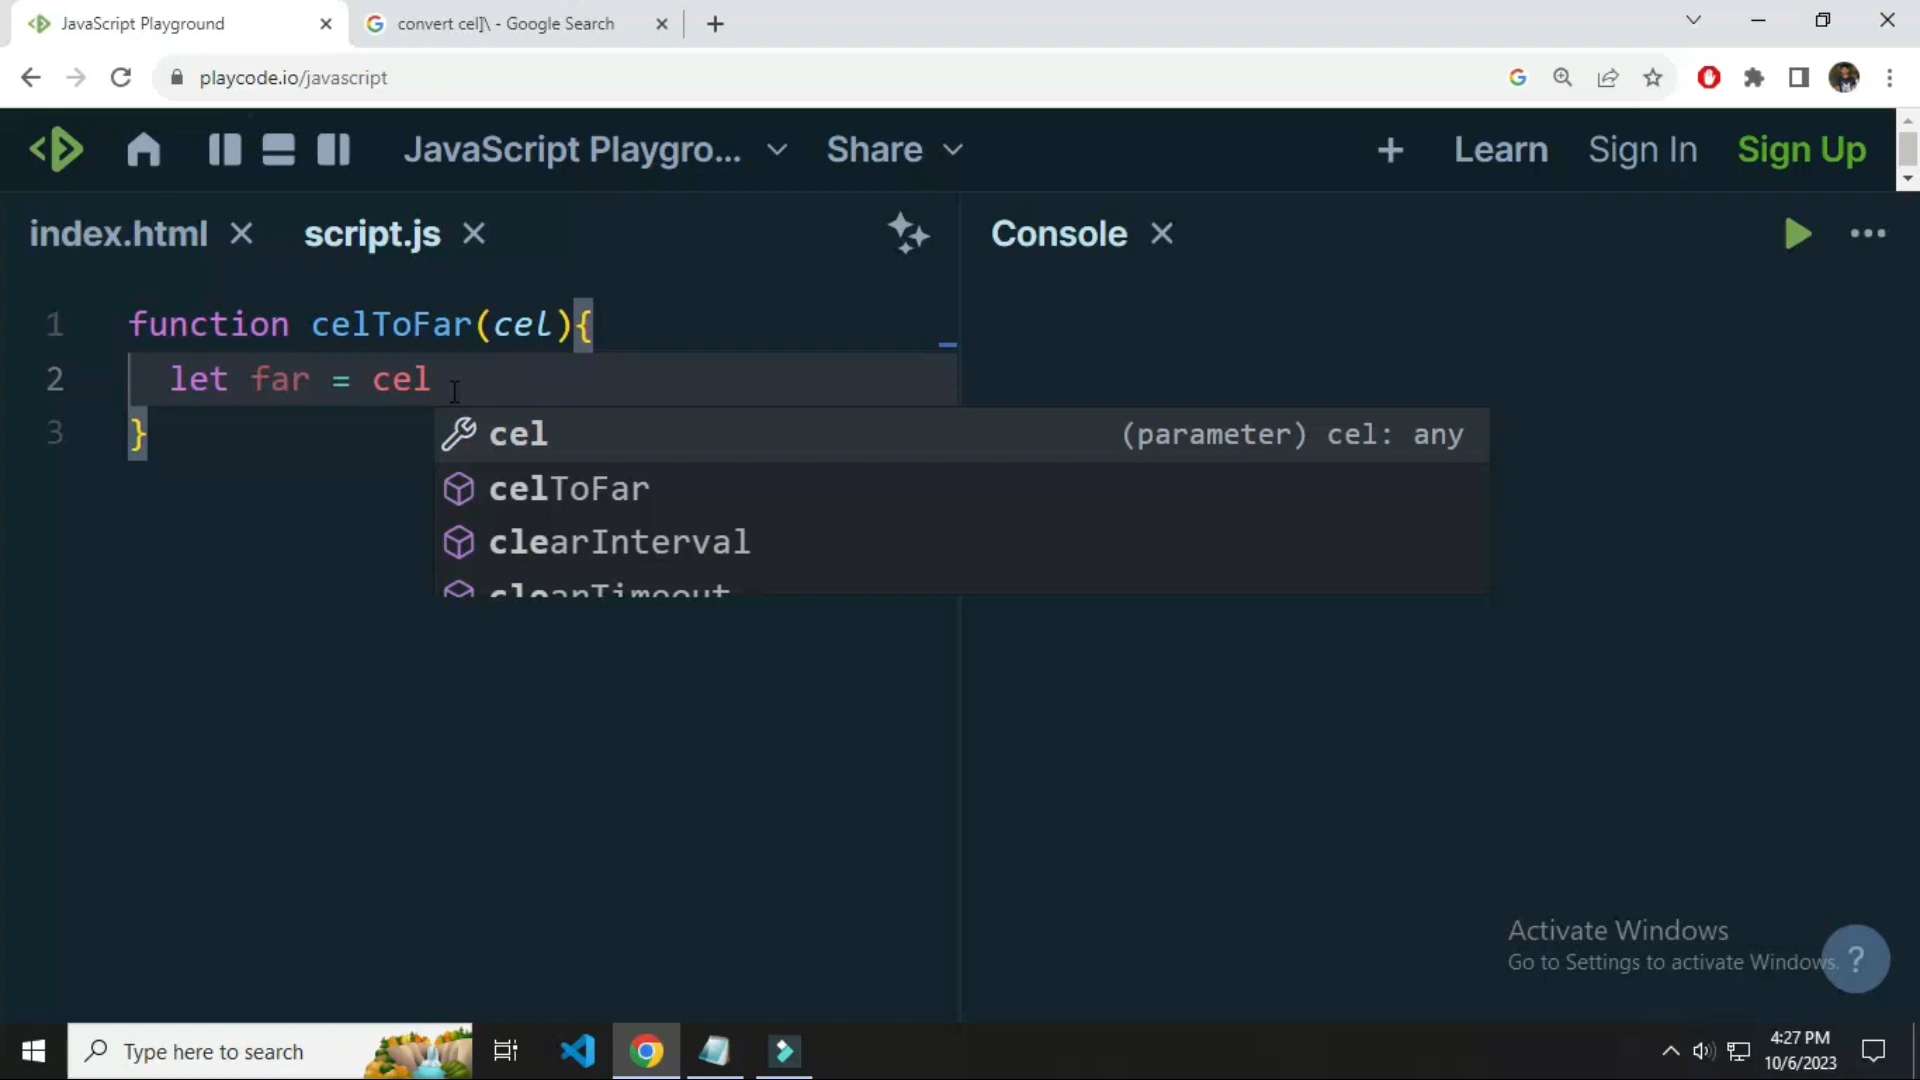 JavaScript Playground
convert cel]\ - Google Search
playcode.io/javascript
JavaScript Playgro...
Share
Learn
Sign In
Sign Up
index.html
script.js
Console
1 function celToFar(cel){
2 let far = cel
3 }
cel (parameter) cel: any
celToFar
clearInterval
clearTimeout
Activate Windows
Go to Settings to activate Windows.
?
Type here to search
4:27 PM
10/6/2023